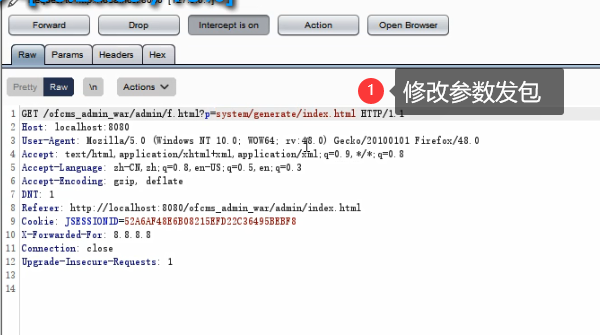 Forward Drop Intercept is on Action Open Browser
Raw Params Headers Hex
Pretty Raw \n Actions
1 修改参数发包
1 GET /ofcms_admin_war/admin/f.html?p=system/generate/index.html HTTP/1.1
2 Host: localhost:8080
3 User-Agent: Mozilla/5.0 (Windows NT 10.0; WOW64; rv:48.0) Gecko/20100101 Firefox/48.0
4 Accept: text/html,application/xhtml+xml,application/xml;q=0.9,*/*;q=0.8
5 Accept-Language: zh-CN,zh;q=0.8,en-US;q=0.5,en;q=0.3
6 Accept-Encoding: gzip, deflate
7 DNT: 1
8 Referer: http://localhost:8080/ofcms_admin_war/admin/index.html
9 Cookie: JSESSIONID=52A6AF48E6B08215EFD22C36495BEBF8
10 X-Forwarded-For: 8.8.8.8
11 Connection: close
12 Upgrade-Insecure-Requests: 1
13
14